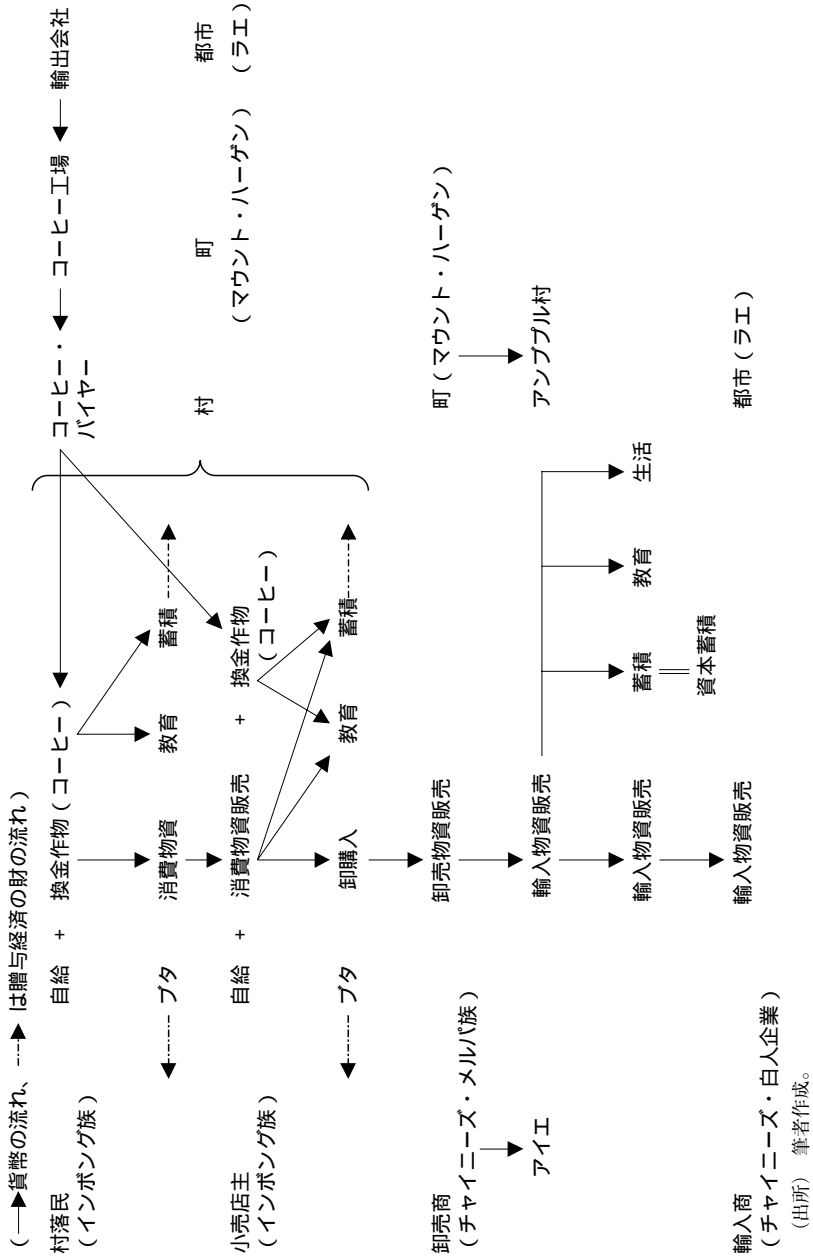 (→貨幣の流れ、--→は贈与経済の財の流れ)
村落民
(インボング族)
自給 + 換金作物(コーヒー)
コーヒー・
バイヤー
コーヒー工場
輸出会社
ブタ
消費物資
教育
蓄積
村
町
(マウント・ハーゲン)
都市
(ラエ)
小売店主
(インボング族)
自給 + 消費物資販売 + 換金作物
(コーヒー)
ブタ
卸購入
教育
蓄積
卸売商
(チャイニーズ・メルパ族)
アイエ
卸売物資販売
町(マウント・ハーゲン)
アンブプル村
輸入物資販売
輸入物資販売
蓄積
資本蓄積
教育
生活
輸入商
(チャイニーズ・白人企業)
輸入物資販売
都市(ラエ)
(出所) 筆者作成。